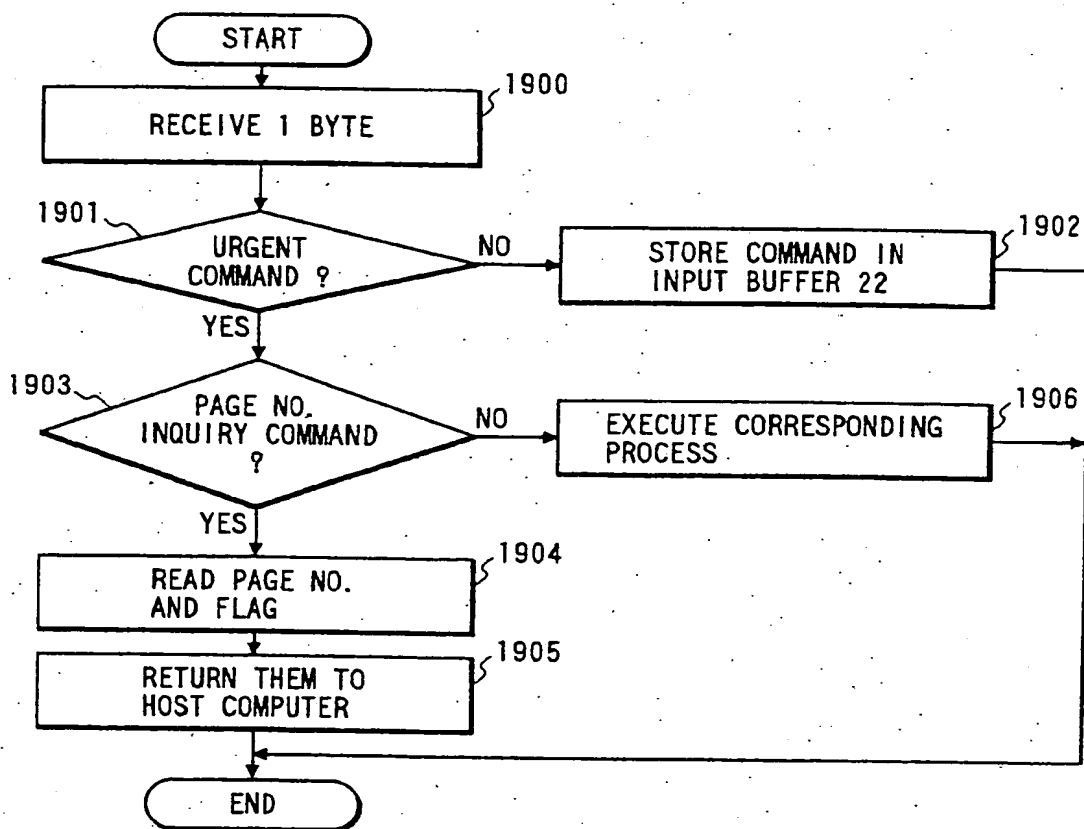 START
1900
RECEIVE 1 BYTE
1901
URGENT
COMMAND ?
NO
1902
STORE COMMAND IN
INPUT BUFFER 22
YES
1903
PAGE NO.
INQUIRY COMMAND
?
NO
1906
EXECUTE CORRESPONDING
PROCESS
YES
1904
READ PAGE NO.
AND FLAG
1905
RETURN THEM TO
HOST COMPUTER
END